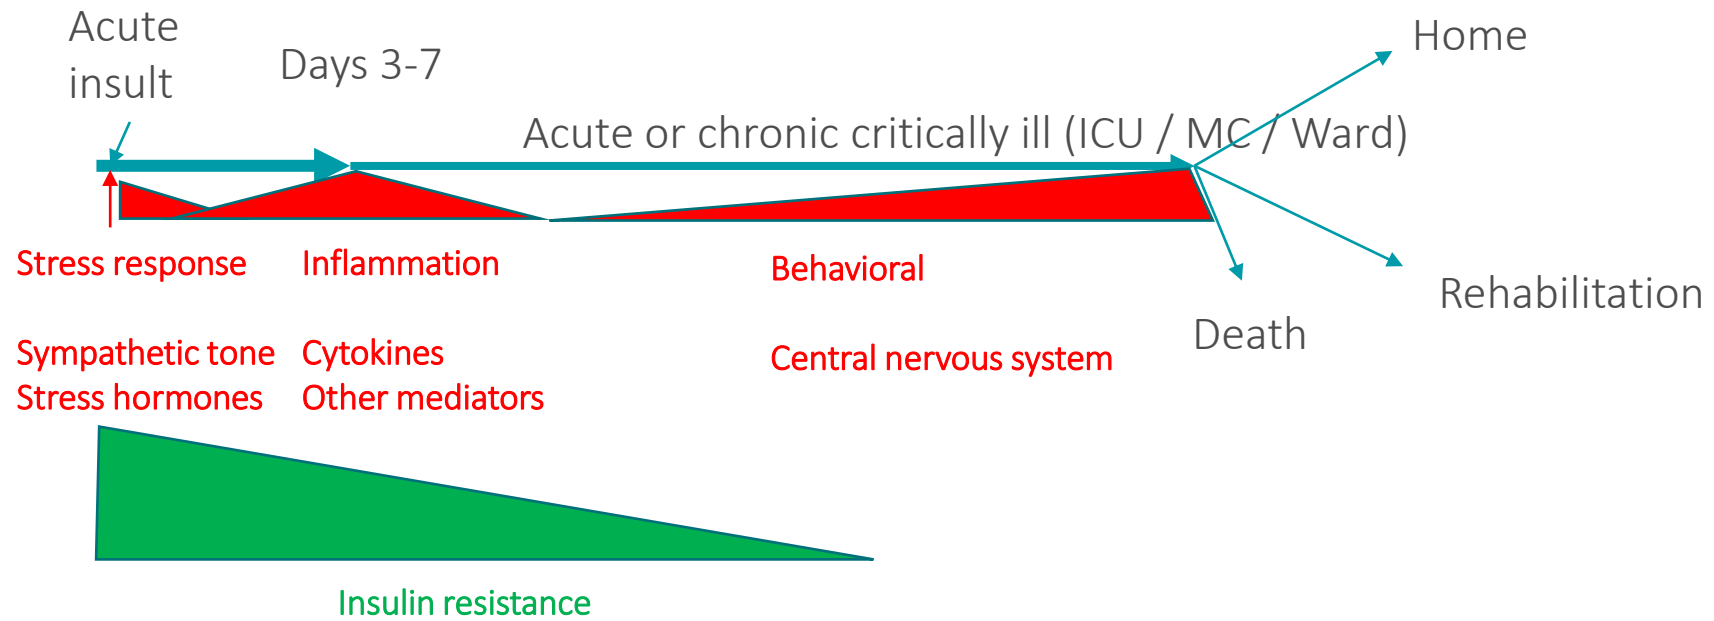 Acute
insult
Days 3-7
Home
Acute or chronic critically ill (ICU / MC / Ward)
Stress response
Inflammation
Behavioral
Rehabilitation
Death
Sympathetic tone
Cytokines
Central nervous system
Stress hormones
Other mediators
Insulin resistance